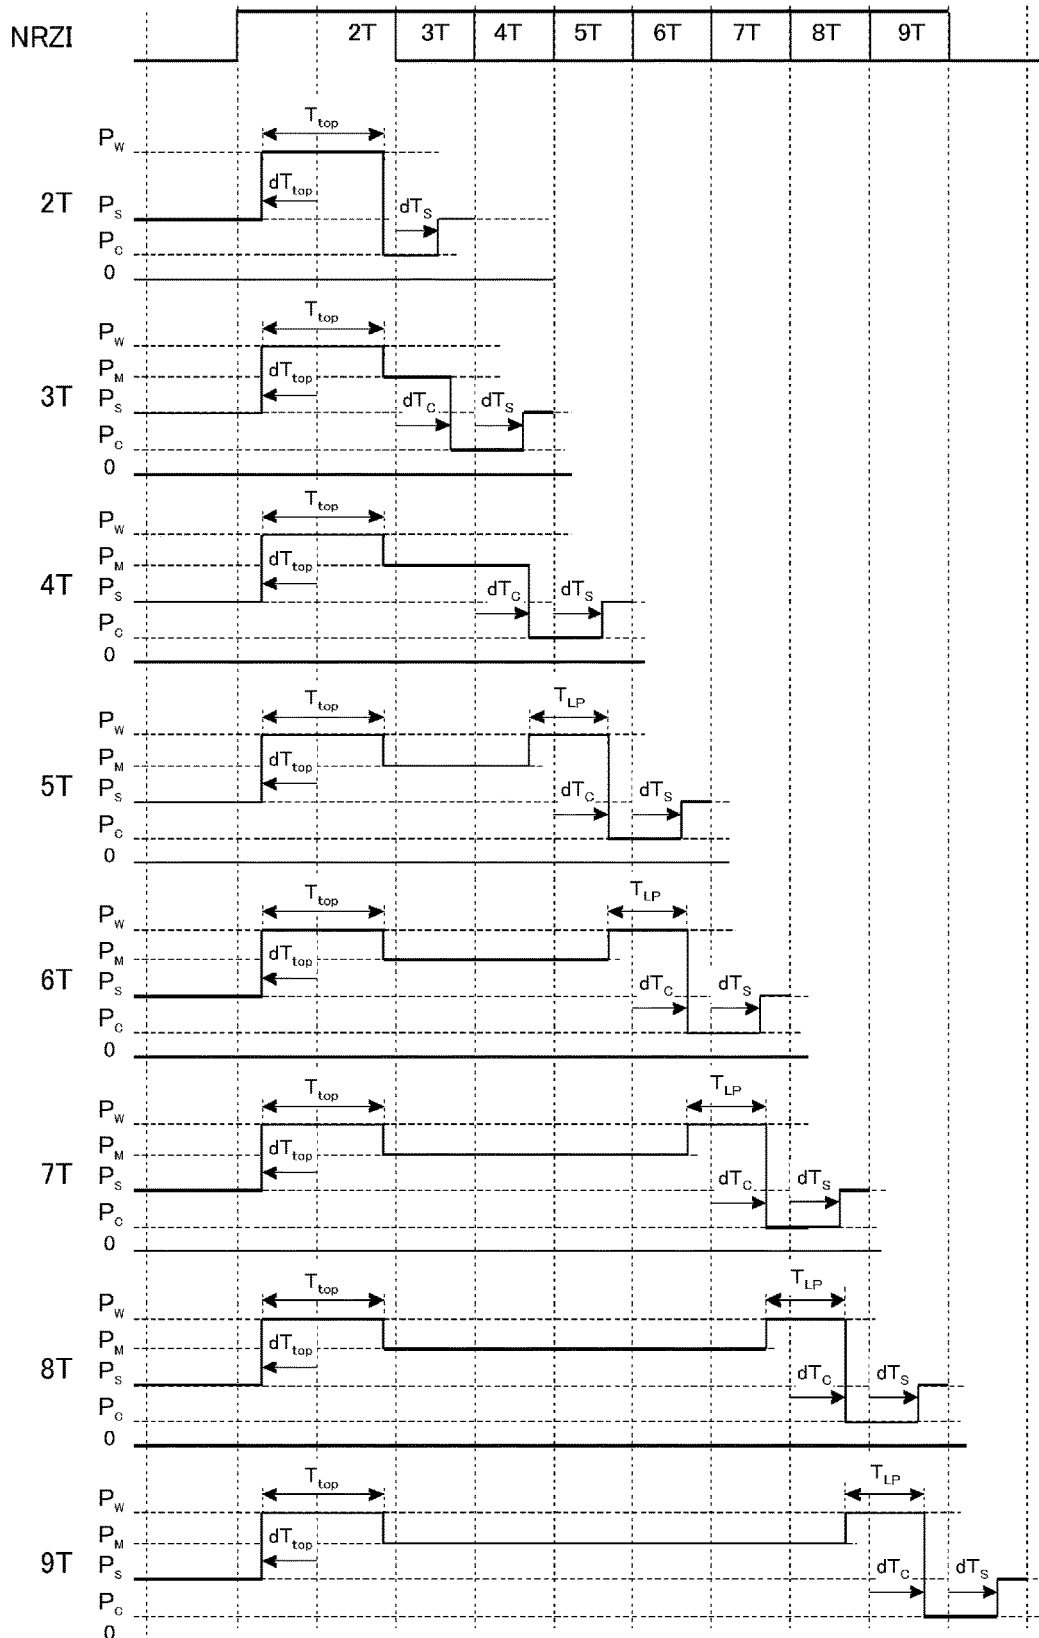 NRZI 2T 3T 4T 5T 6T 7T 8T 9T
Ttop
PW
dTtop
2T PS dTS
PC
0
Ttop
PW
PM dTtop
3T PS dTC dTS
PC
0
Ttop
PW
PM dTtop
4T PS dTC dTS
PC
0
Ttop TLP
PW
PM dTtop
5T PS dTC dTS
PC
0
Ttop TLP
PW
PM dTtop
6T PS dTC dTS
PC
0
Ttop TLP
PW
PM dTtop
7T PS dTC dTS
PC
0
Ttop TLP
PW
PM dTtop
8T PS dTC dTS
PC
0
Ttop TLP
PW
PM dTtop
9T PS dTC dTS
PC
0